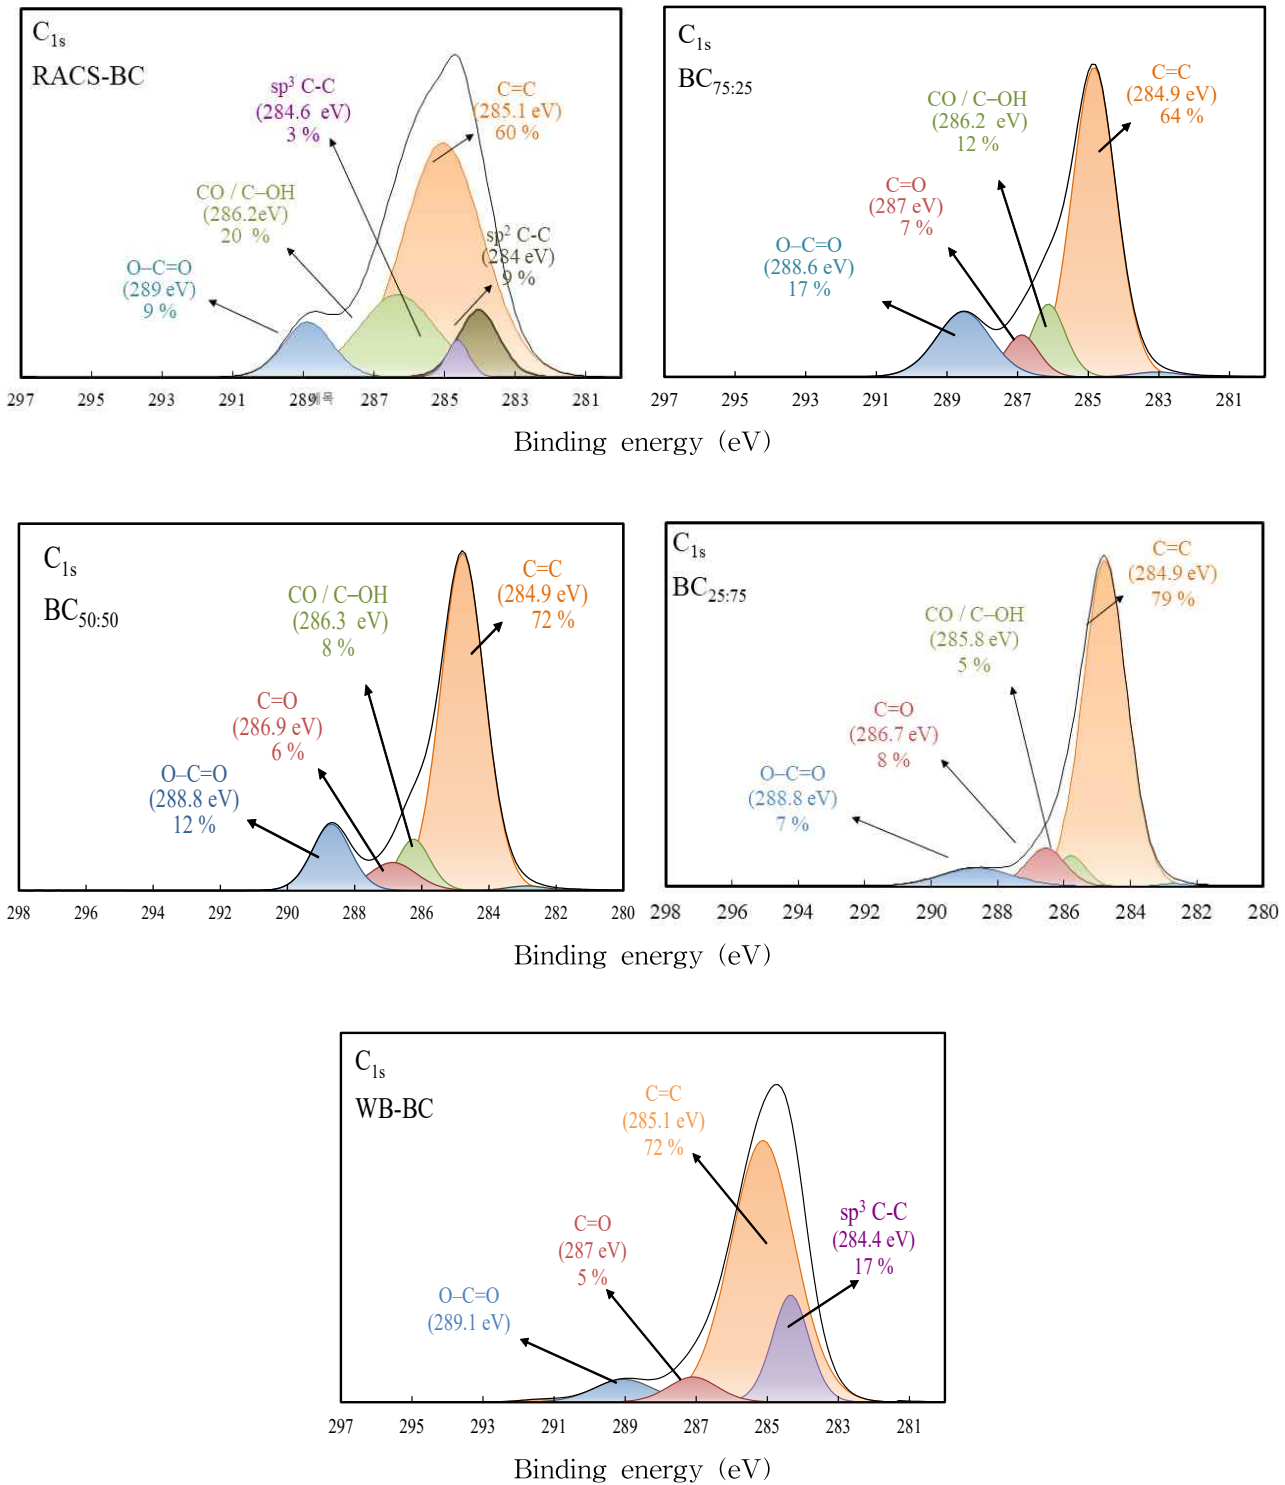 C1s
RACS-BC
sp3 C-C
(284.6 eV)
3 %
C=C
(285.1 eV)
60 %
CO / C–OH
(286.2eV)
20 %
sp2 C-C
(284 eV)
9 %
O–C=O
(289 eV)
9 %
297 295 293 291 289 287 285 283 281
C1s
BC75:25
C=C
(284.9 eV)
64 %
CO / C–OH
(286.2 eV)
12 %
C=O
(287 eV)
7 %
O–C=O
(288.6 eV)
17 %
297 295 293 291 289 287 285 283 281
Binding energy (eV)
C1s
BC50:50
C=C
(284.9 eV)
72 %
CO / C–OH
(286.3 eV)
8 %
C=O
(286.9 eV)
6 %
O–C=O
(288.8 eV)
12 %
298 296 294 292 290 288 286 284 282 280
C1s
BC25:75
C=C
(284.9 eV)
79 %
CO / C–OH
(285.8 eV)
5 %
C=O
(286.7 eV)
8 %
O–C=O
(288.8 eV)
7 %
298 296 294 292 290 288 286 284 282 280
Binding energy (eV)
C1s
WB-BC
C=C
(285.1 eV)
72 %
sp3 C-C
(284.4 eV)
17 %
C=O
(287 eV)
5 %
O–C=O
(289.1 eV)
297 295 293 291 289 287 285 283 281
Binding energy (eV)